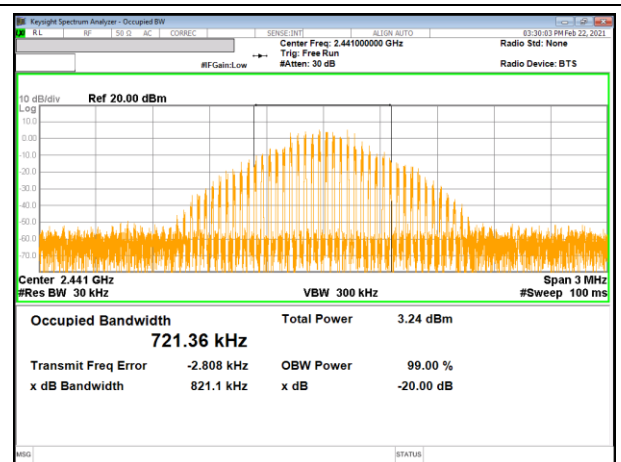 Keysight Spectrum Analyzer - Occupied BW
RL RF 50 Ω AC CORREC SENSE:INT ALIGN AUTO 03:30:03 PM Feb 22, 2021
Center Freq: 2.441000000 GHz Radio Std: None
Trig: Free Run
#IFGain:Low #Atten: 30 dB Radio Device: BTS
10 dB/div Ref 20.00 dBm
Log
10.0
0.00
-10.0
-20.0
-30.0
-40.0
-50.0
-60.0
-70.0
Center 2.441 GHz Span 3 MHz
#Res BW 30 kHz VBW 300 kHz #Sweep 100 ms
Occupied Bandwidth Total Power 3.24 dBm
721.36 kHz
Transmit Freq Error -2.808 kHz OBW Power 99.00 %
x dB Bandwidth 821.1 kHz x dB -20.00 dB
MSG STATUS